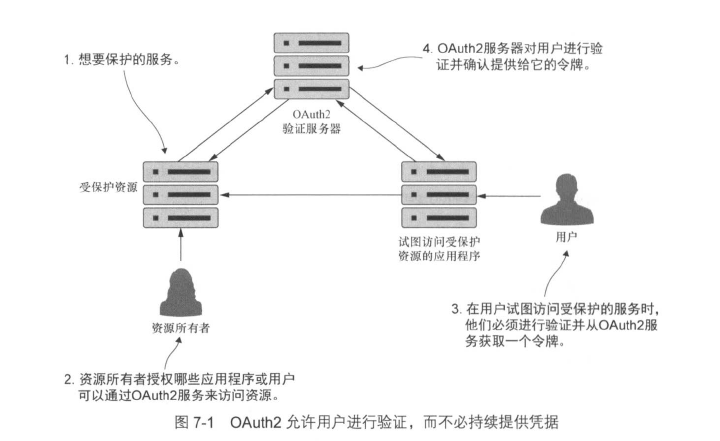 1. 想要保护的服务。
4. OAuth2服务器对用户进行验
证并确认提供给它的令牌。
OAuth2
验证服务器
受保护资源
试图访问受保护
资源的应用程序
用户
资源所有者
3. 在用户试图访问受保护的服务时，
他们必须进行验证并从OAuth2服
务获取一个令牌。
2. 资源所有者授权哪些应用程序或用户
可以通过OAuth2服务来访问资源。
图 7-1 OAuth2 允许用户进行验证，而不必持续提供凭据